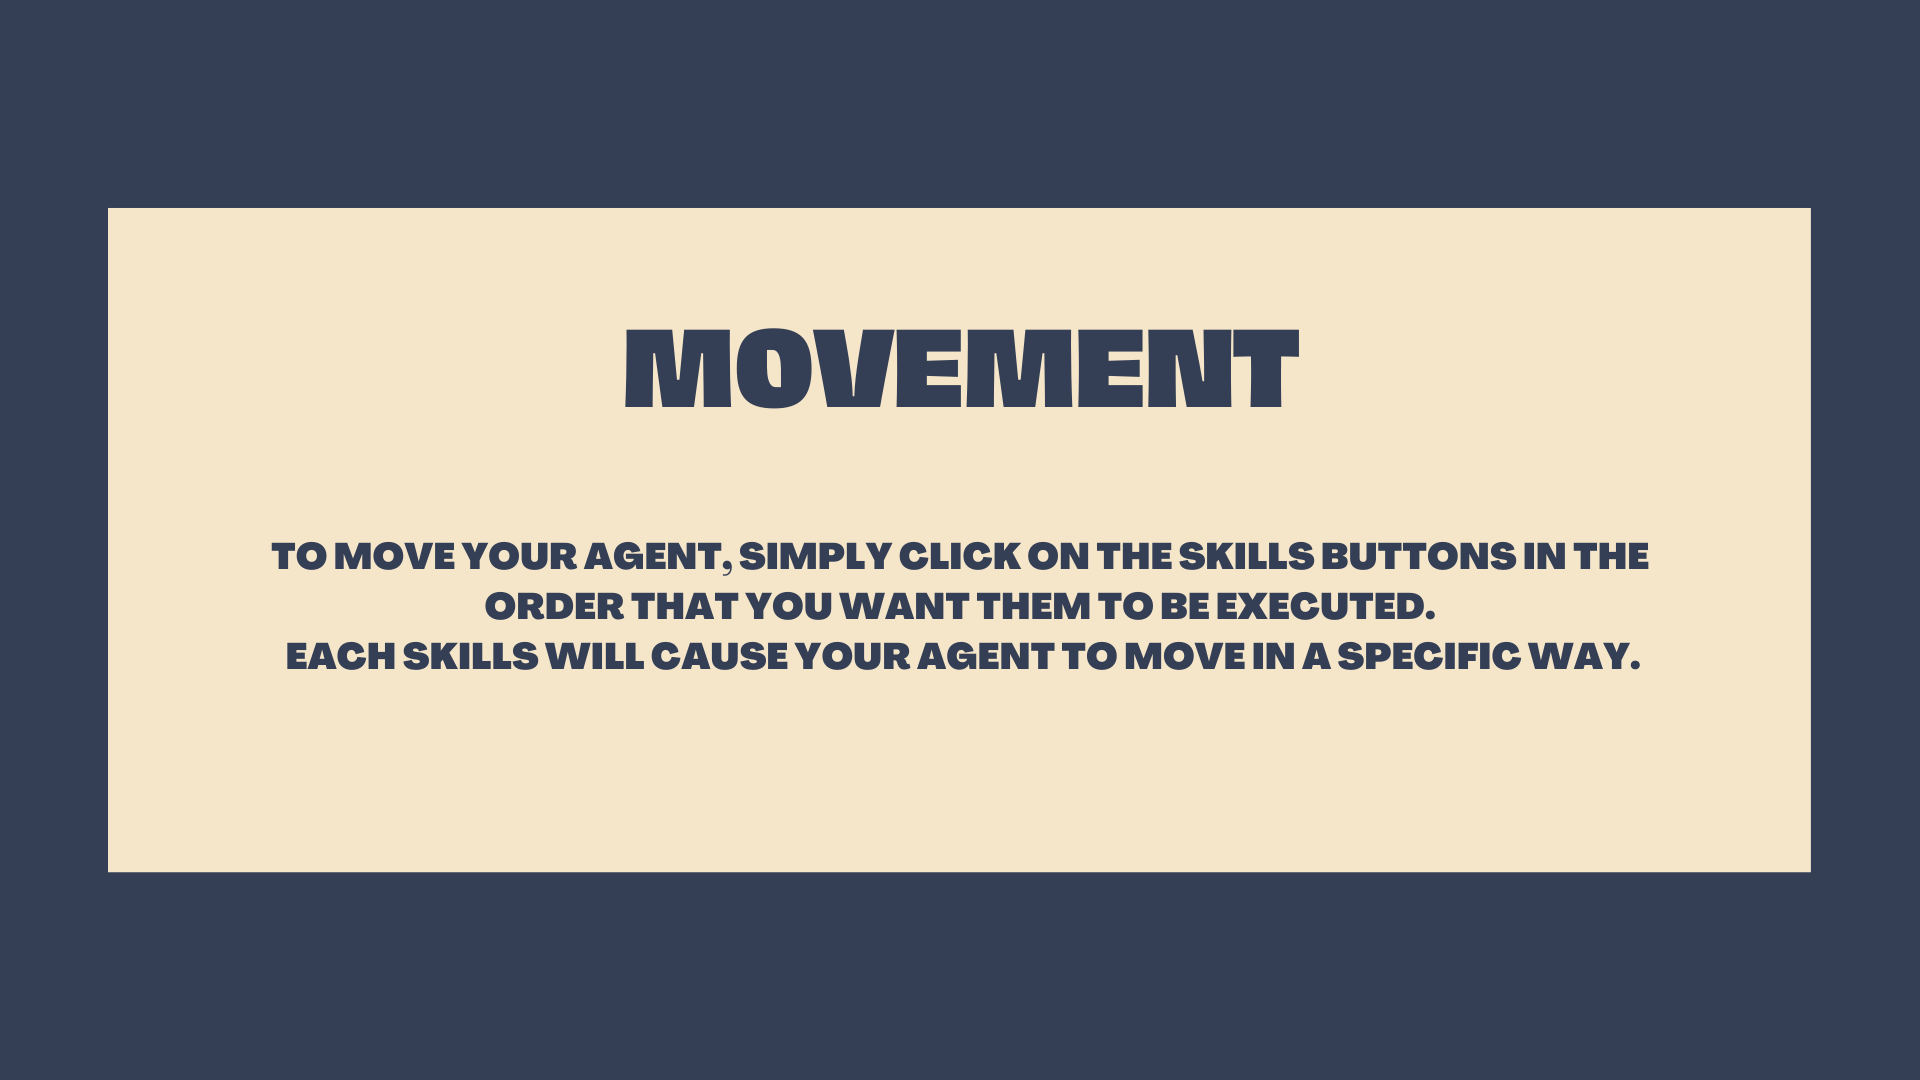 MOVEMENT
TO MOVE YOUR AGENT, SIMPLY CLICK ON THE SKILLS BUTTONS IN THE
ORDER THAT YOU WANT THEM TO BE EXECUTED.
EACH SKILLS WILL CAUSE YOUR AGENT TO MOVE IN A SPECIFIC WAY.